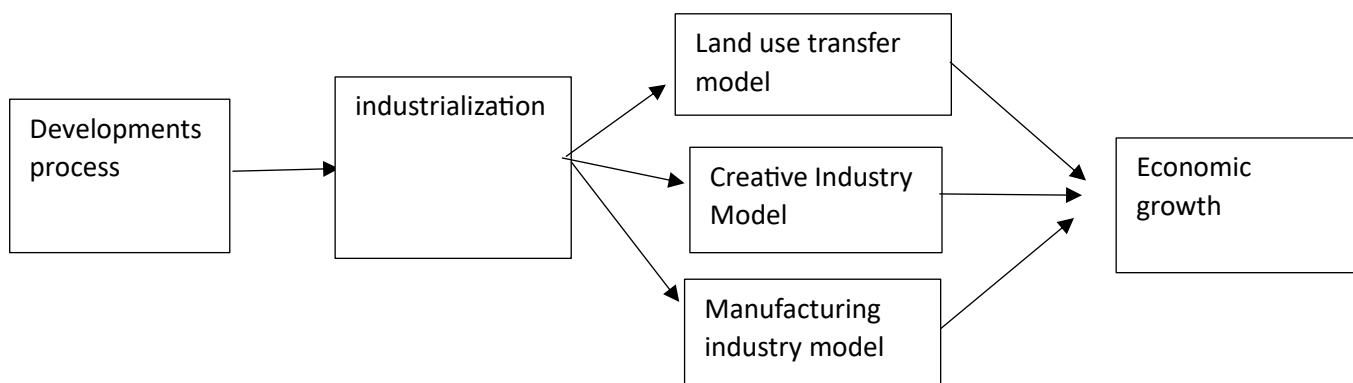 Developments
process
industrialization
Land use transfer
model
Creative Industry
Model
Manufacturing
industry model
Economic
growth